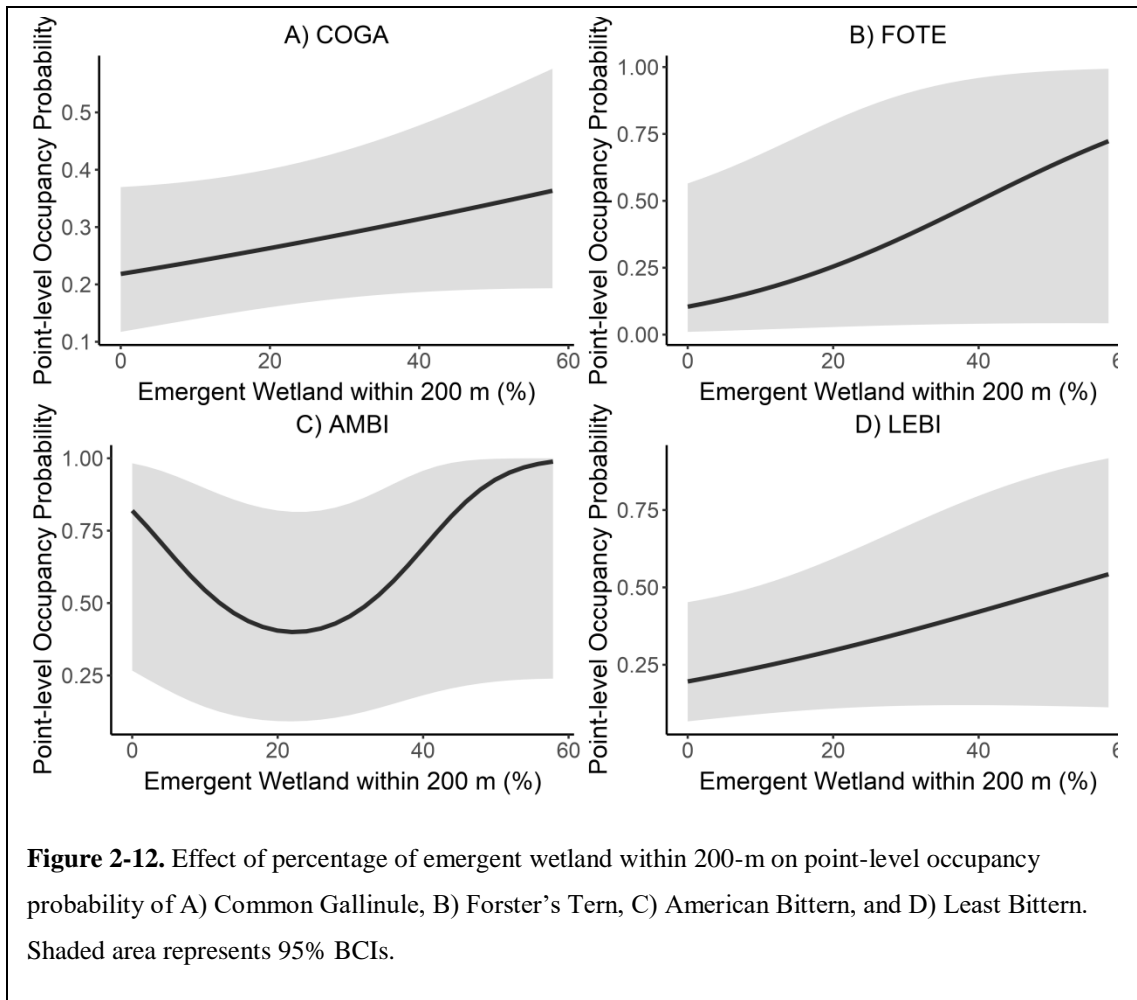 A) COGA
Point-level Occupancy Probability
0.5
0.4
0.3
0.2
0.1
0
20
40
60
Emergent Wetland within 200 m (%)
B) FOTE
Point-level Occupancy Probability
1.00
0.75
0.50
0.25
0.00
0
20
40
6
Emergent Wetland within 200 m (%)
C) AMBI
Point-level Occupancy Probability
1.00
0.75
0.50
0.25
0
20
40
60
Emergent Wetland within 200 m (%)
D) LEBI
Point-level Occupancy Probability
0.75
0.50
0.25
0
20
40
6
Emergent Wetland within 200 m (%)
Figure 2-12. Effect of percentage of emergent wetland within 200-m on point-level occupancy
probability of A) Common Gallinule, B) Forster’s Tern, C) American Bittern, and D) Least Bittern.
Shaded area represents 95% BCIs.